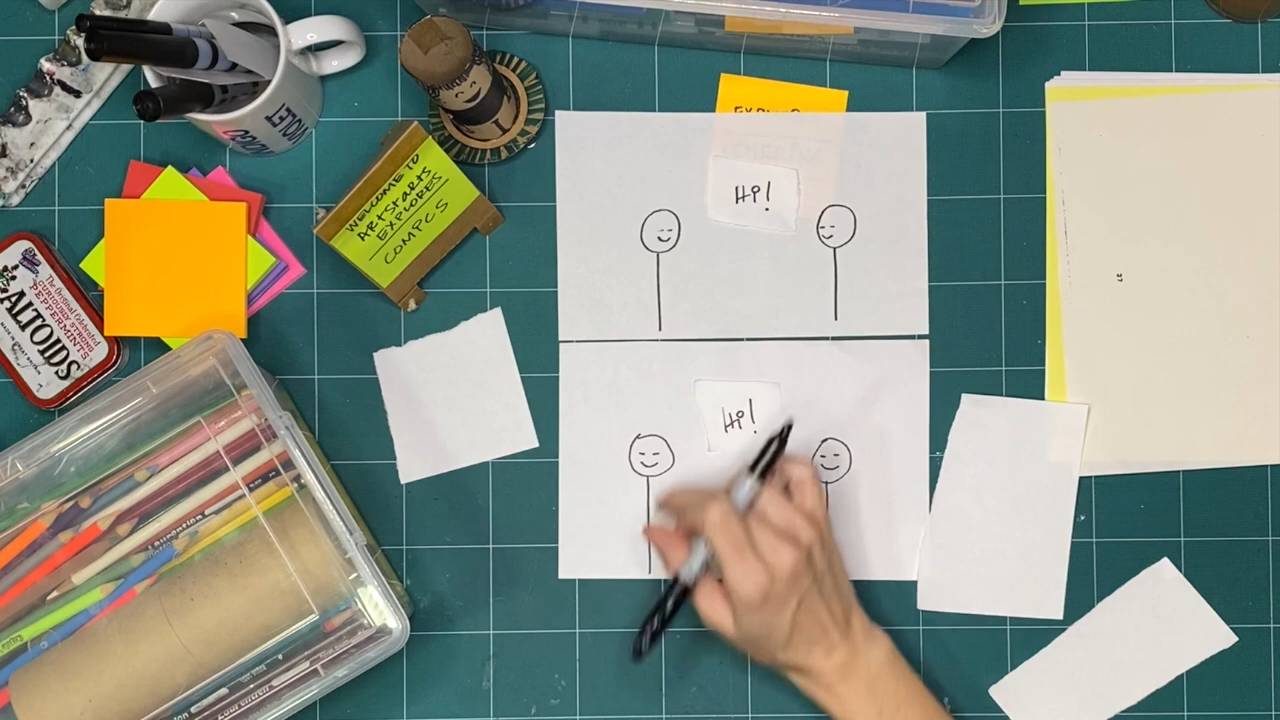 WELCOME TO
ArtStarts
EXPLORES
COMICS
Hi!
Hi!
The Original Celebrated
CURIOUSLY STRONG
PEPPERMINTS
ALTOIDS
VIOLET